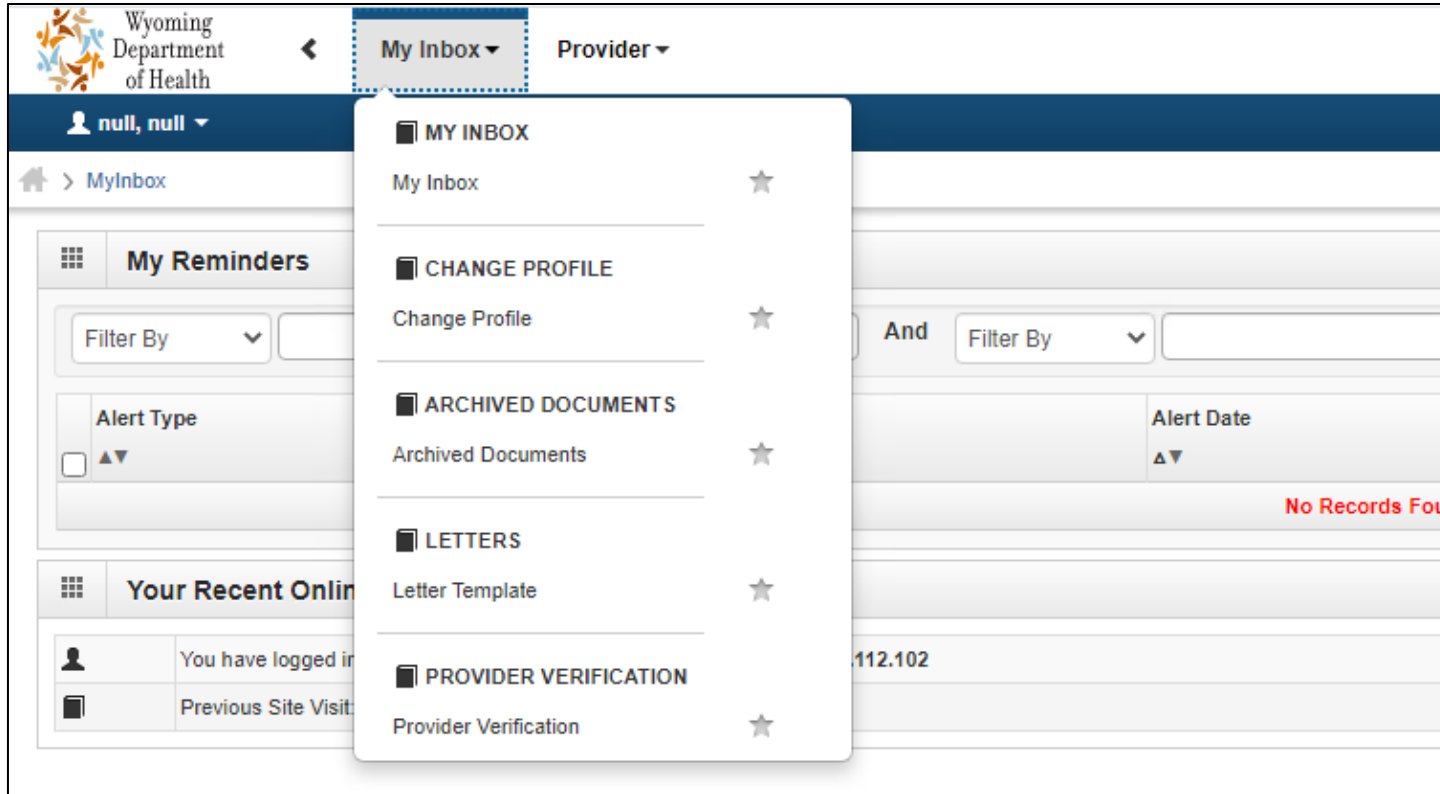 Wyoming
Department
of Health
My Inbox
Provider
null, null
MyInbox
MY INBOX
My Inbox
CHANGE PROFILE
Change Profile
ARCHIVED DOCUMENTS
Archived Documents
LETTERS
Letter Template
PROVIDER VERIFICATION
Provider Verification
My Reminders
Filter By
And
Filter By
Alert Type
Alert Date
No Records
Your Recent
You have logged
.112.102
Previous Site Visit: